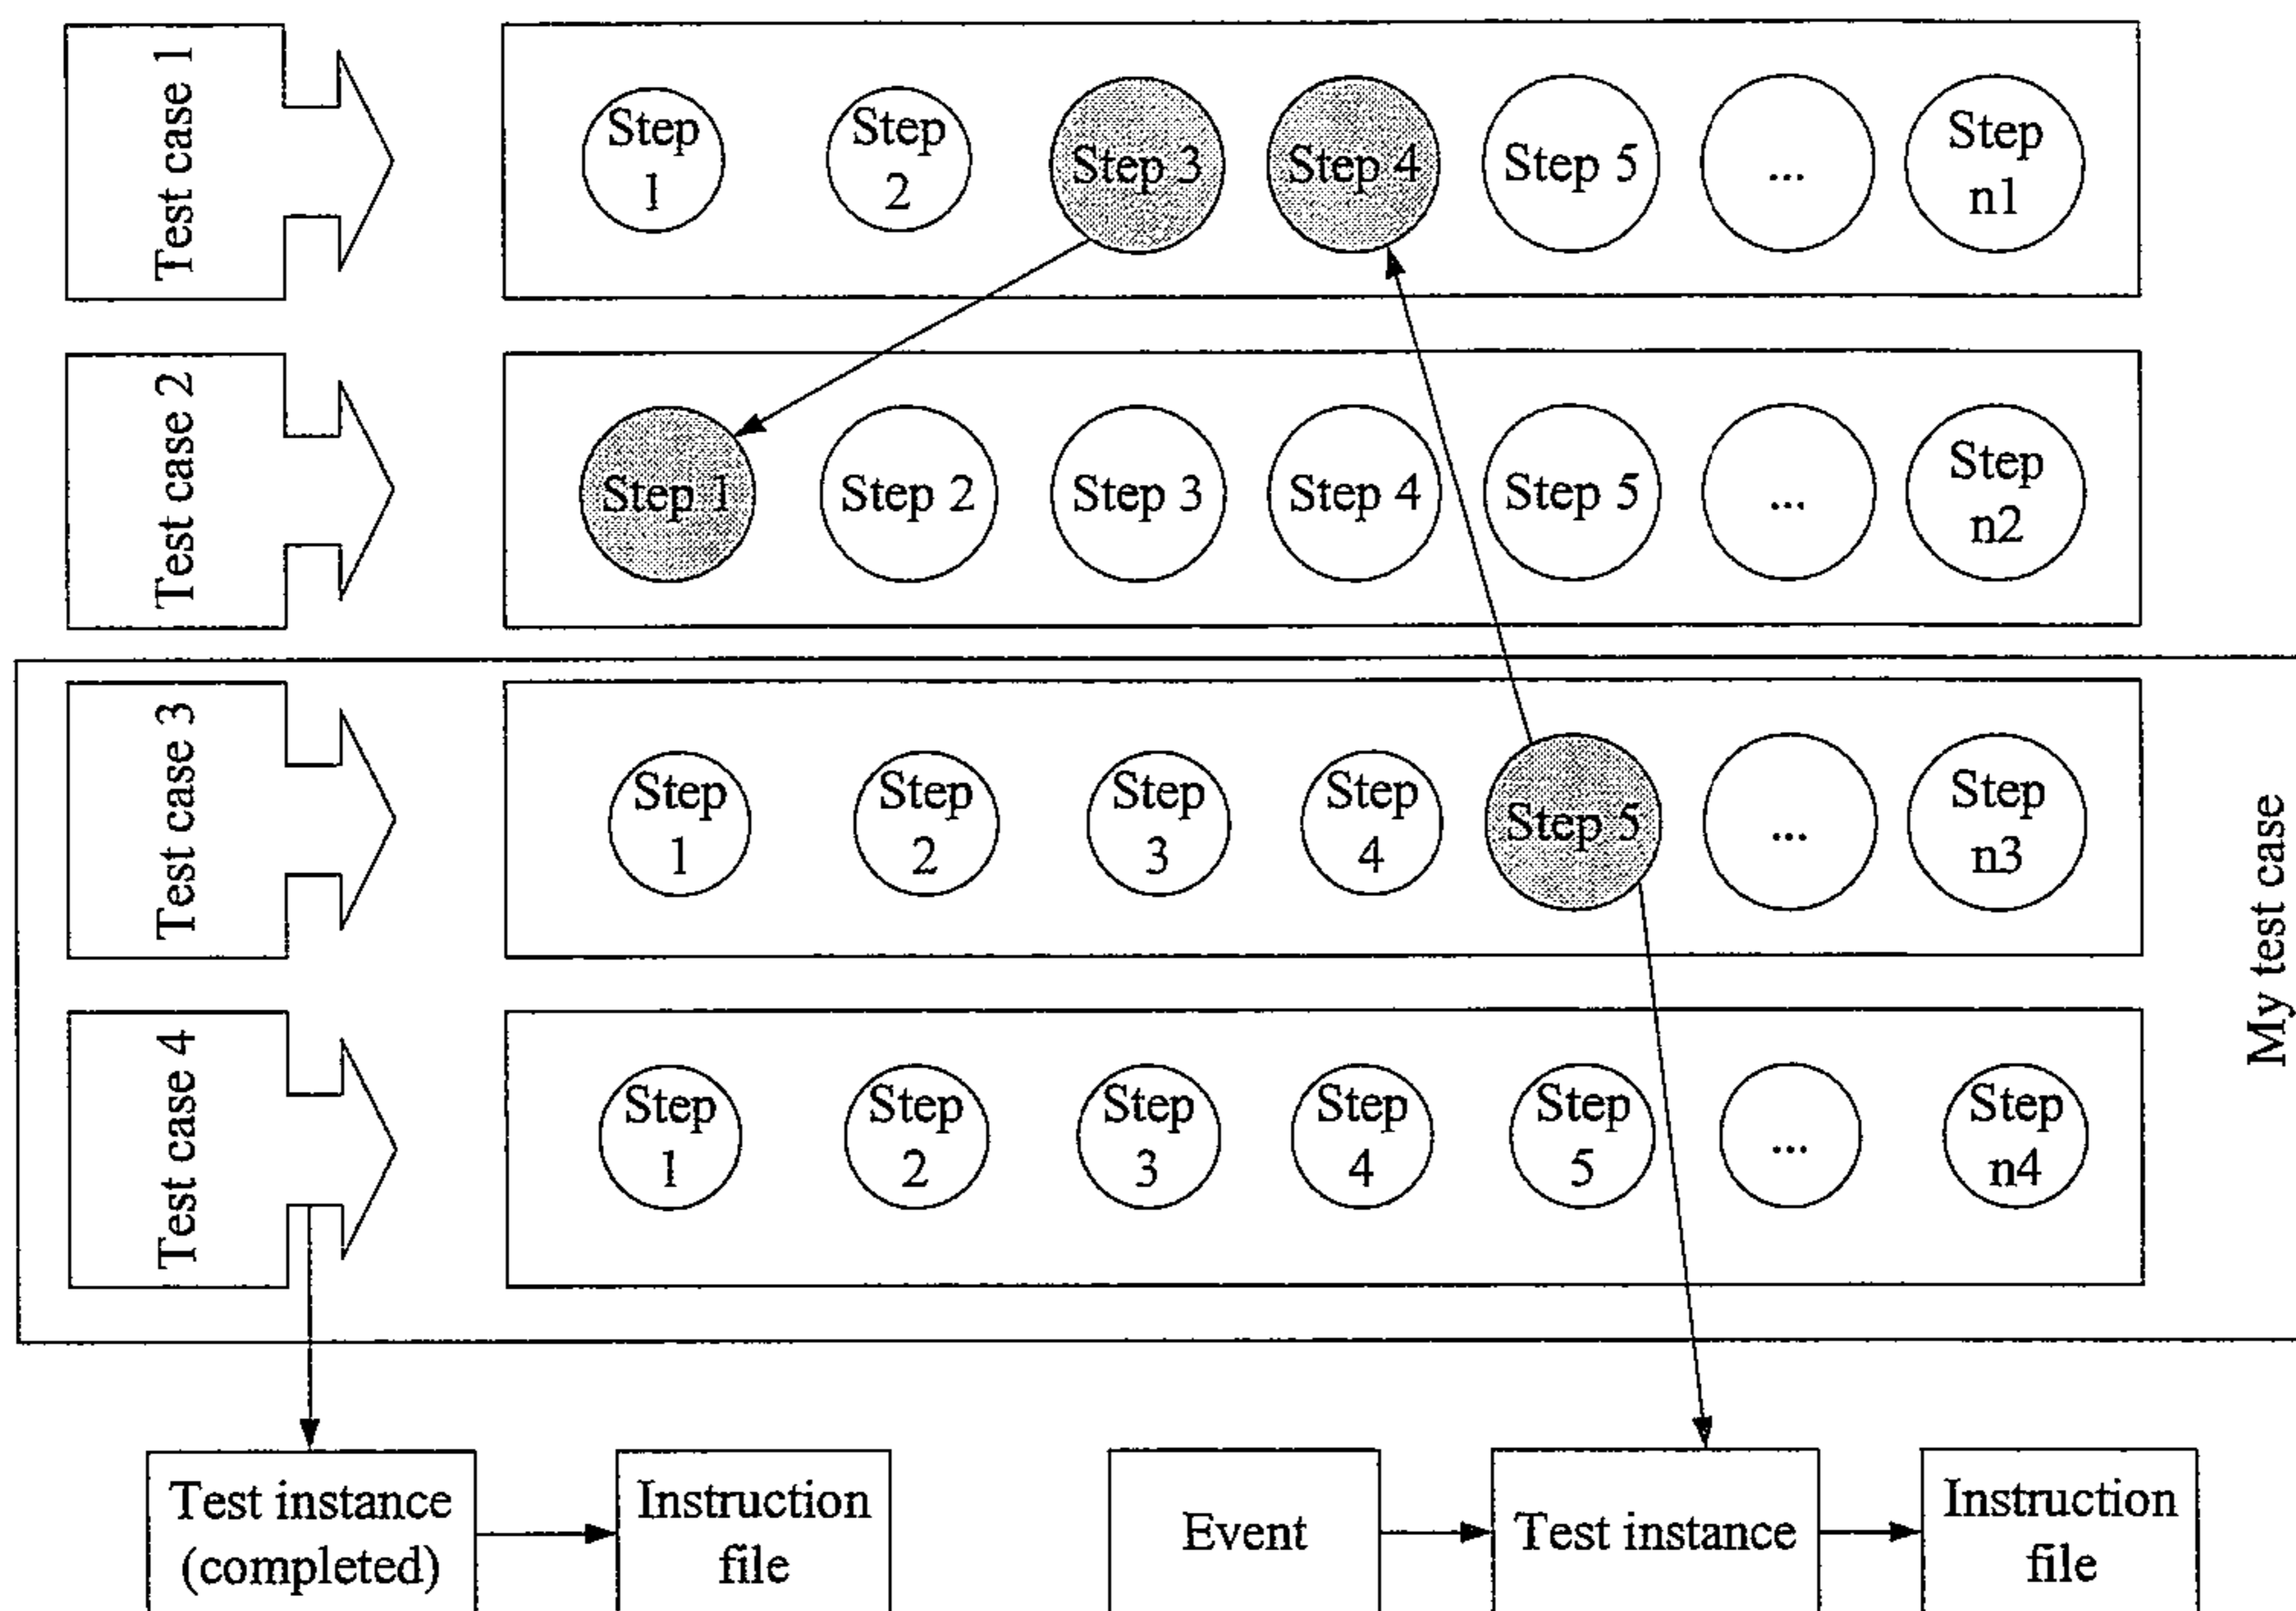 Test case 1
Step
1
Step
2
Step 3
Step 4
Step 5
...
Step
n1
Test case 2
Step 1
Step 2
Step 3
Step 4
Step 5
...
Step
n2
Test case 3
Step
1
Step
2
Step
3
Step
4
Step 5
...
Step
n3
My test case
Test case 4
Step
1
Step
2
Step
3
Step
4
Step
5
...
Step
n4
Test instance
(completed)
Instruction
file
Event
Test instance
Instruction
file